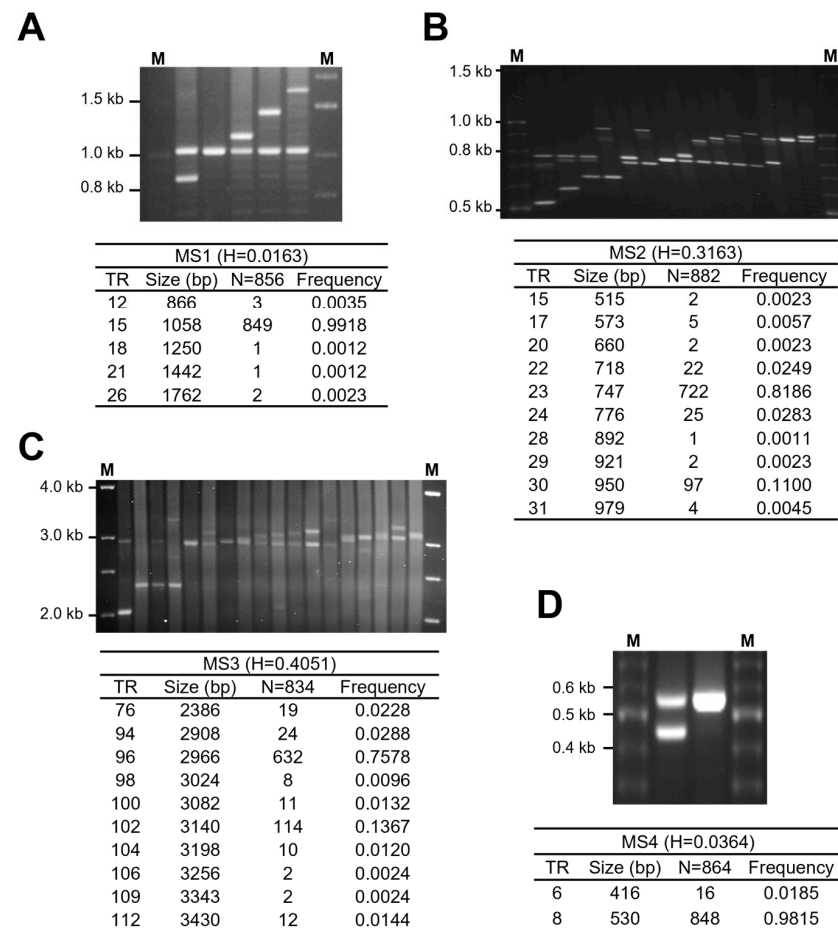 A
M M
1.5 kb
1.0 kb
0.8 kb
MS1 (H=0.0163)
TR Size (bp) N=856 Frequency
12 866 3 0.0035
15 1058 849 0.9918
18 1250 1 0.0012
21 1442 1 0.0012
26 1762 2 0.0023
B
M M
1.5 kb
1.0 kb
0.8 kb
0.5 kb
MS2 (H=0.3163)
TR Size (bp) N=882 Frequency
15 515 2 0.0023
17 573 5 0.0057
20 660 2 0.0023
22 718 22 0.0249
23 747 722 0.8186
24 776 25 0.0283
28 892 1 0.0011
29 921 2 0.0023
30 950 97 0.1100
31 979 4 0.0045
C
M M
4.0 kb
3.0 kb
2.0 kb
MS3 (H=0.4051)
TR Size (bp) N=834 Frequency
76 2386 19 0.0228
94 2908 24 0.0288
96 2966 632 0.7578
98 3024 8 0.0096
100 3082 11 0.0132
102 3140 114 0.1367
104 3198 10 0.0120
106 3256 2 0.0024
109 3343 2 0.0024
112 3430 12 0.0144
D
M M
0.6 kb
0.5 kb
0.4 kb
MS4 (H=0.0364)
TR Size (bp) N=864 Frequency
6 416 16 0.0185
8 530 848 0.9815